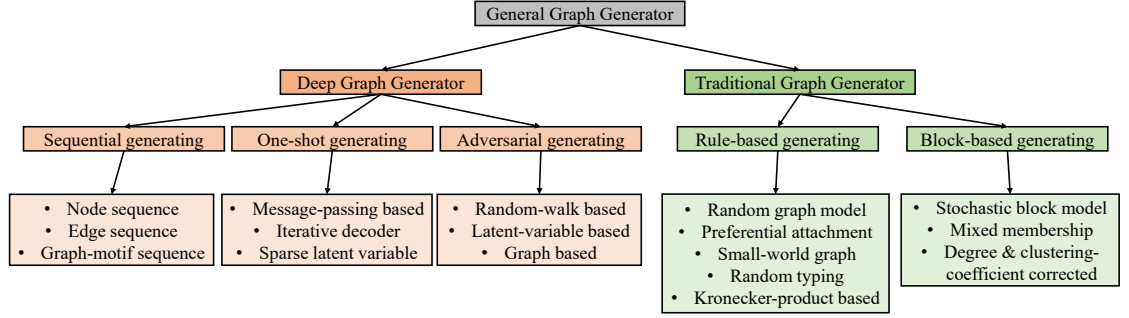 General Graph Generator
Deep Graph Generator
Traditional Graph Generator
Sequential generating
One-shot generating
Adversarial generating
Rule-based generating
Block-based generating
• Node sequence
• Edge sequence
• Graph-motif sequence
• Message-passing based
• Iterative decoder
• Sparse latent variable
• Random-walk based
• Latent-variable based
• Graph based
• Random graph model
• Preferential attachment
• Small-world graph
• Random typing
• Kronecker-product based
• Stochastic block model
• Mixed membership
• Degree & clustering-
coefficient corrected